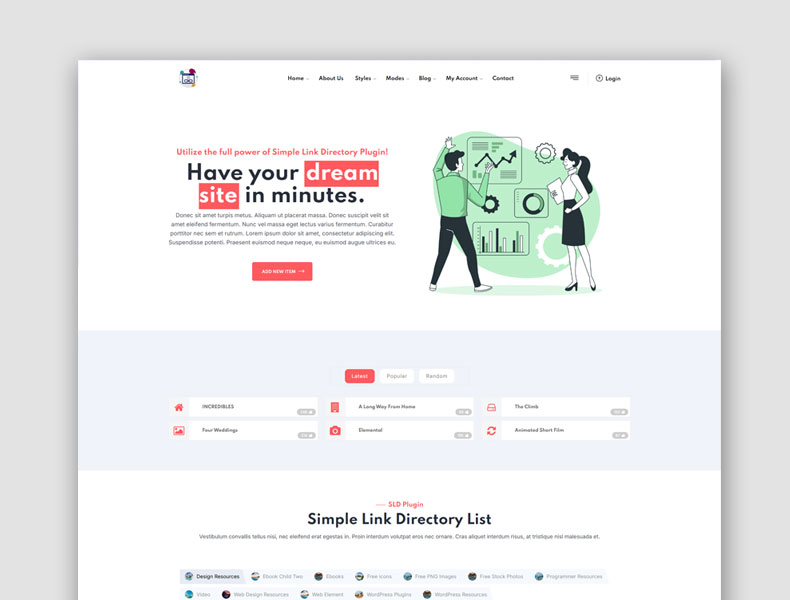 Home
About Us
Styles
Modes
Blog
My Account
Contact
Login
Utilize the full power of Simple Link Directory Plugin!
Have your dream
site in minutes.
Donec sit amet turpis metus. Aliquam ut placerat massa. Donec suscipit velit sit
amet eleifend fermentum. Nunc vel massa eget lectus varius fermentum. Curabitur
porttitor nec sem et rutrum. Lorem ipsum dolor sit amet, consectetur adipiscing elit.
Suspendisse potenti. Praesent euismod neque neque, eu euismod augue ultrices eu.
ADD NEW ITEM
Latest
Popular
Random
INCREDIBLES
A Long Way From Home
The Climb
Four Weddings
Elemental
Animated Short Film
SLD Plugin
Simple Link Directory List
Vestibulum convallis tellus nisi, nec eleifend erat egestas in. Proin interdum volutpat eros nec ornare. Cras aliquet interdum risus, at tristique nisl malesuada et.
Design Resources
Ebook Child Two
Ebooks
Free Icons
Free PNG Images
Free Stock Photos
Programmer Resources
Video
Web Design Resources
Web Element
WordPress Plugins
WordPress Resources